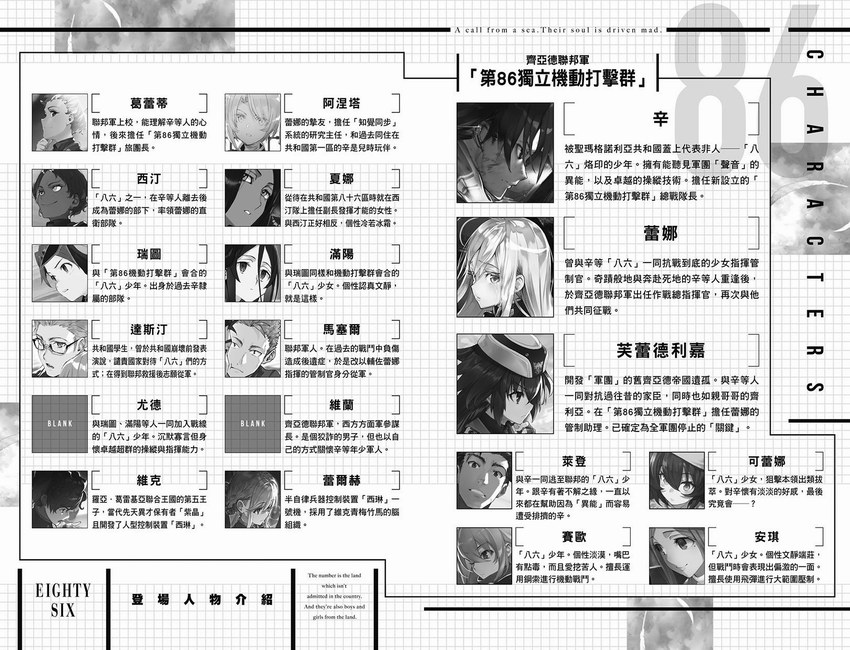 A call from a sea.Their soul is driven mad.
86
CHARACTERS
齊亞德聯邦軍
「第86獨立機動打擊群」
辛
被聖瑪格諾利亞共和國蓋上代表非人——「八
六」烙印的少年。擁有能聽見軍團「聲音」的
異能，以及卓越的操縱技術。擔任新設立的「
第86獨立機動打擊群」總戰隊長。
蕾娜
曾與辛等「八六」一同抗戰到底的少女指揮管
制官。奇蹟般地與奔赴死地的辛等人重逢後，
於齊亞德聯邦軍出任作戰總指揮官，再次與他
們共同征戰。
芙蕾德利嘉
開發「軍團」的舊齊亞德帝國遺孤。與辛等人
一同對抗過往昔的家臣，同時也如親哥哥的齊
利亞。在「第86獨立機動打擊群」擔任蕾娜的
管制助理。已確定為全軍團停止的「關鍵」。
萊登
與辛一同逃至聯邦的「八六」少
年。跟辛有著不解之緣，一直以
來都在幫助因為「異能」而容易
遭受排擠的辛。
可蕾娜
「八六」少女，狙擊本領出類拔
萃。對辛懷有淡淡的好感，最後
究竟會——？
賽歐
「八六」少年。個性淡漠，嘴巴
有點毒，而且愛挖苦人。擅長運
用鋼索進行機動戰鬥。
安琪
「八六」少女。個性文靜端莊，
但戰鬥時會表現出偏激的一面。
擅長使用飛彈進行大範圍壓制。
葛蕾蒂
聯邦軍上校，能理解辛等人的心
情，後來擔任「第86獨立機動
打擊群」旅團長。
阿涅塔
蕾娜的摯友，擔任「知覺同步」
系統的研究主任，和過去同住在
共和國第一區的辛是兒時玩伴。
西汀
「八六」之一，在辛等人離去後
成為蕾娜的部下，率領蕾娜的直
衛部隊。
夏娜
從待在共和國第八十六區時就在西
汀隊上擔任副長發揮才能的女性。
與西汀正好相反，個性冷若冰霜。
瑞圖
與「第86機動打擊群」會合的
「八六」少年。出身於過去辛隸
屬的部隊。
滿陽
與瑞圖同樣和機動打擊群會合的
「八六」少女。個性認真文靜，
就是這樣。
達斯汀
共和國學生，曾於共和國崩壞前發表
演說，譴責國家對待「八六」們的方
式；在得到聯邦救援後志願從軍。
馬塞爾
聯邦軍人。在過去的戰鬥中負傷
造成後遺症，於是改以輔佐蕾娜
指揮的管制官身分從軍。
BLANK
尤德
與瑞圖、滿陽等人一同加入戰線
的「八六」少年。沉默寡言但身
懷卓越超群的操縱與指揮能力。
BLANK
維蘭
齊亞德聯邦軍，西方方面軍參謀
長。是個狡詐的男子，但也以自
己的方式關懷辛等年少軍人。
維克
羅亞·葛雷基亞聯合王國的第五王
子，當代先天異才保有者「紫晶」
且開發了人型控制裝置「西琳」。
蕾爾赫
半自律兵器控制裝置「西琳」一
號機，採用了維克青梅竹馬的腦
組織。
EIGHTY
SIX
登場人物介紹
The number is the land
which isn't
admitted in the country.
And they're also boys and
girls from the land.